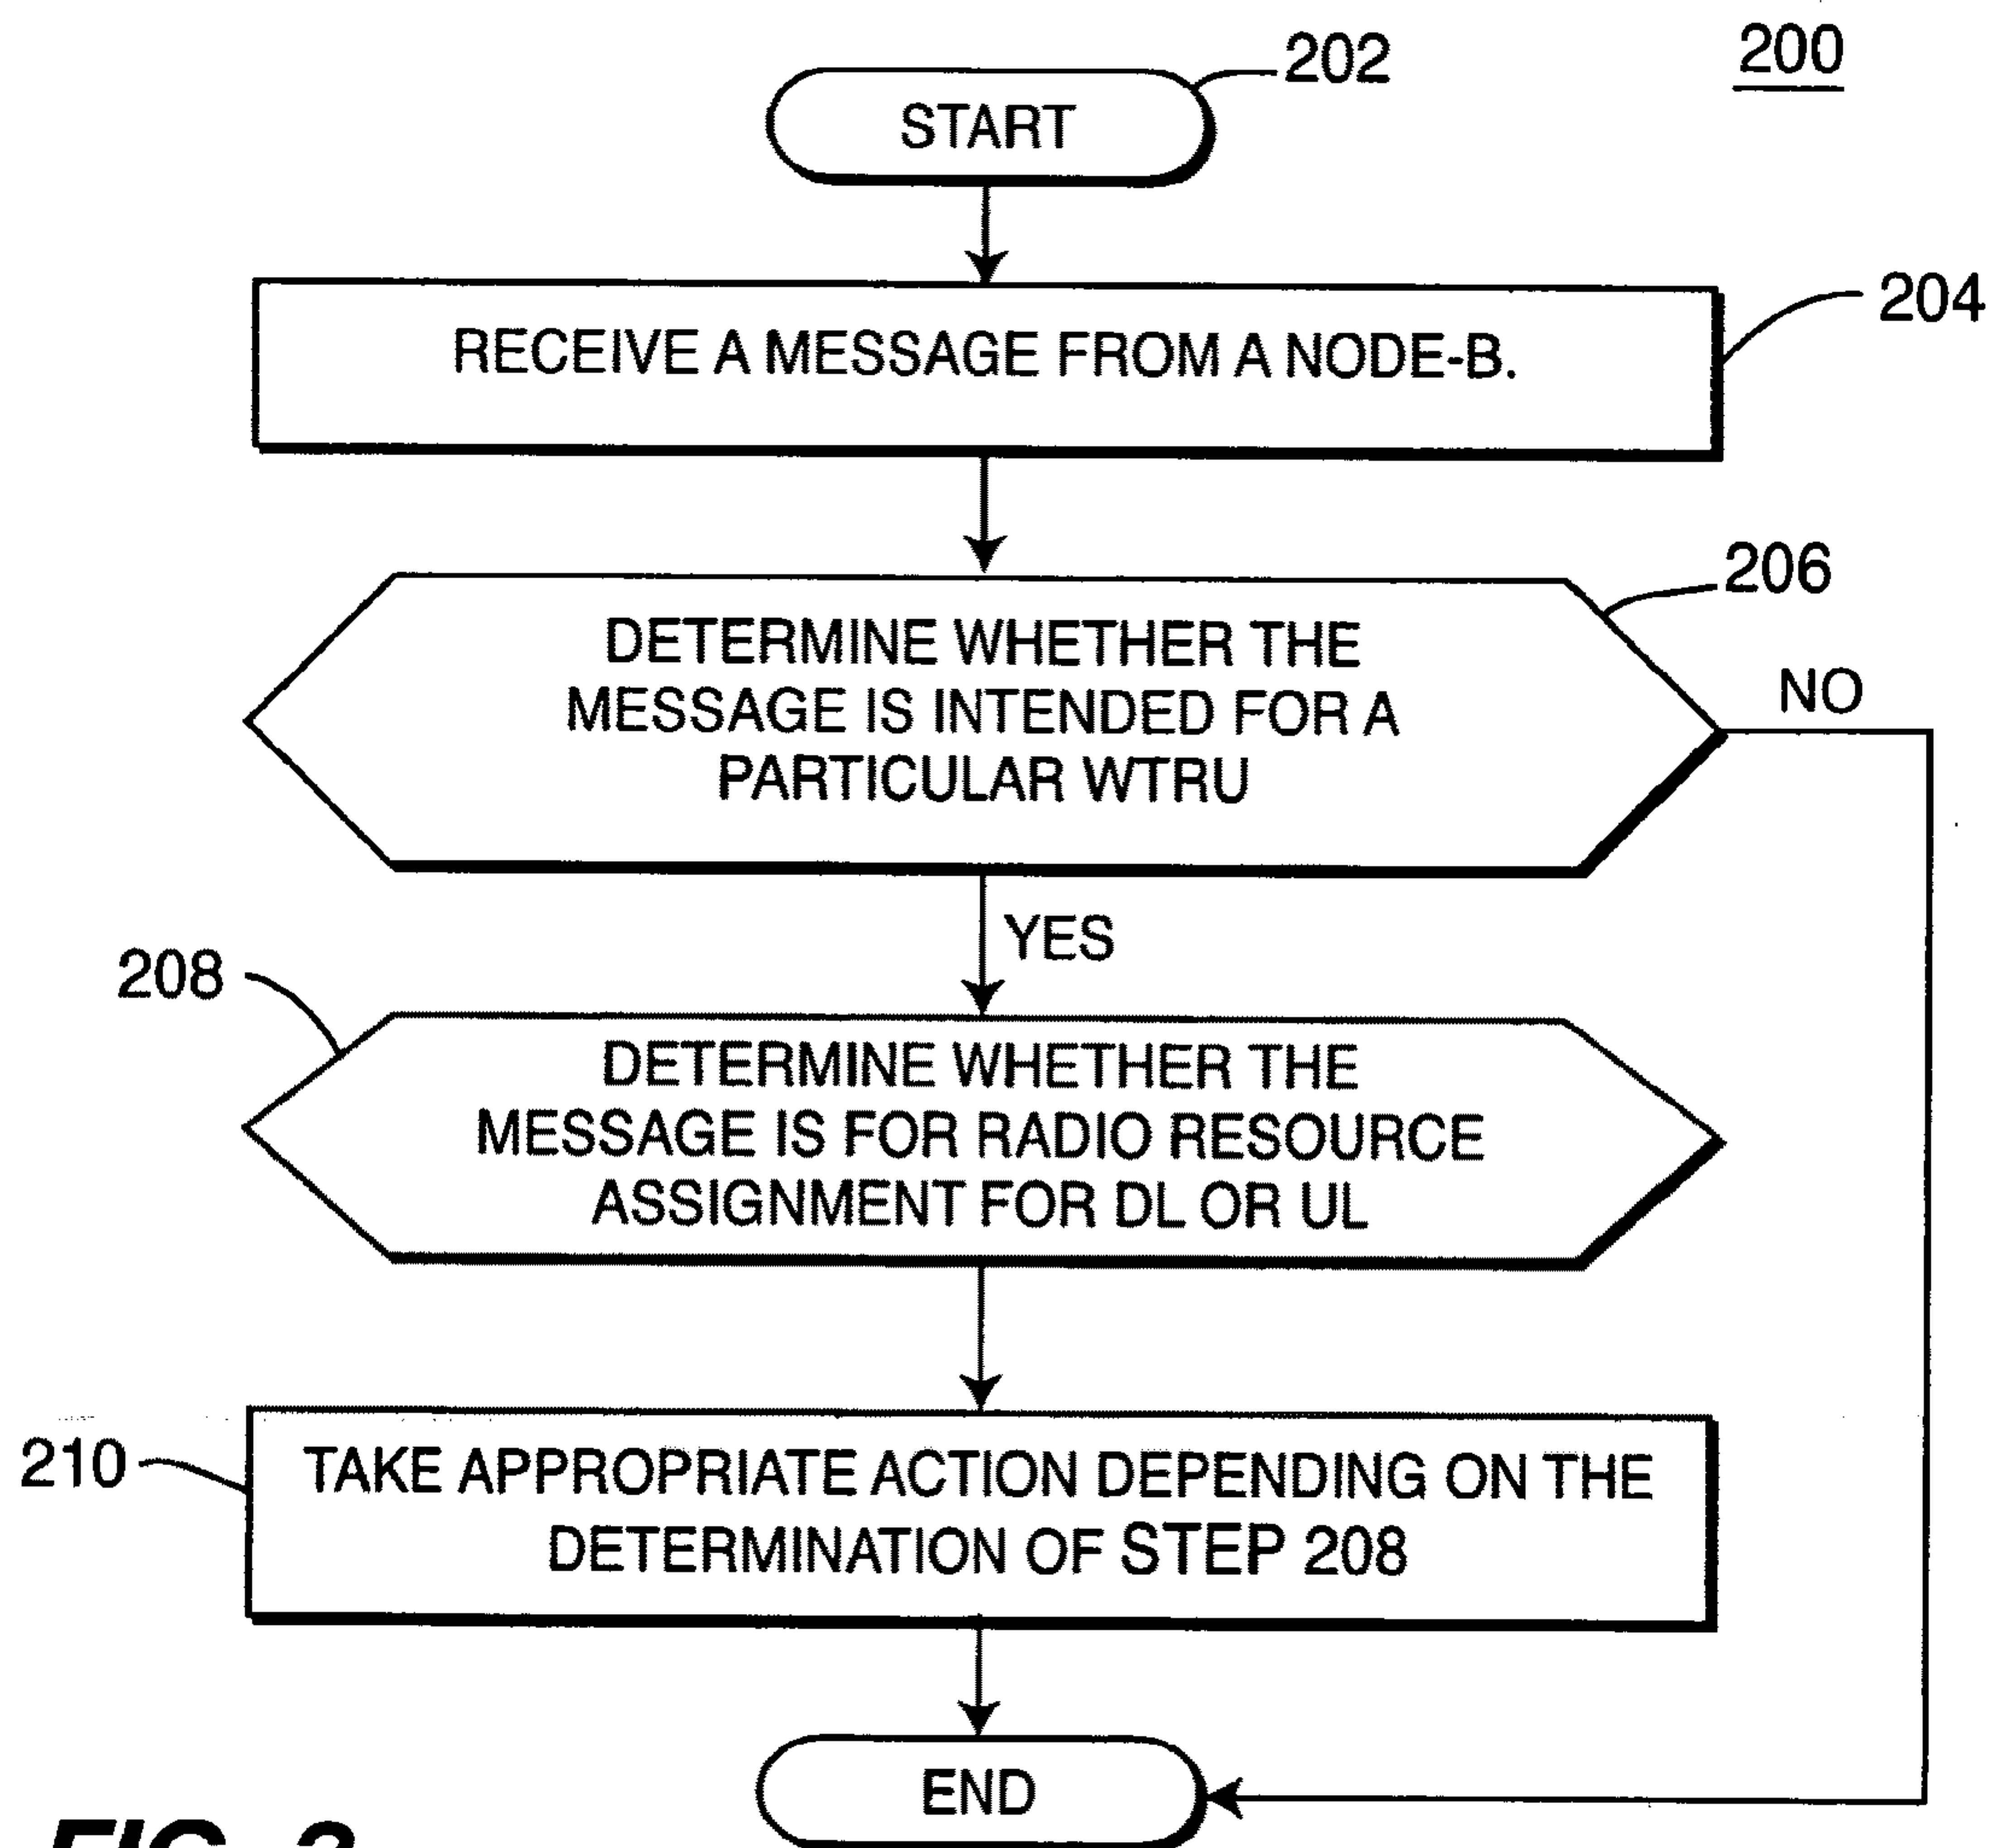 200
202
START
204
RECEIVE A MESSAGE FROM A NODE-B.
206
DETERMINE WHETHER THE
MESSAGE IS INTENDED FOR A
PARTICULAR WTRU
NO
YES
208
DETERMINE WHETHER THE
MESSAGE IS FOR RADIO RESOURCE
ASSIGNMENT FOR DL OR UL
210
TAKE APPROPRIATE ACTION DEPENDING ON THE
DETERMINATION OF STEP 208
END
FIG.